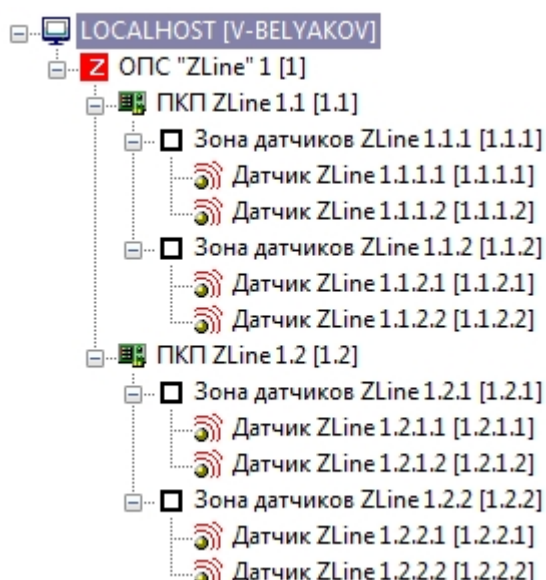 LOCALHOST [V-BELYAKOV]
Z ОПС "ZLine" 1 [1]
ПКП ZLine 1.1 [1.1]
Зона датчиков ZLine 1.1.1 [1.1.1]
Датчик ZLine 1.1.1.1 [1.1.1.1]
Датчик ZLine 1.1.1.2 [1.1.1.2]
Зона датчиков ZLine 1.1.2 [1.1.2]
Датчик ZLine 1.1.2.1 [1.1.2.1]
Датчик ZLine 1.1.2.2 [1.1.2.2]
ПКП ZLine 1.2 [1.2]
Зона датчиков ZLine 1.2.1 [1.2.1]
Датчик ZLine 1.2.1.1 [1.2.1.1]
Датчик ZLine 1.2.1.2 [1.2.1.2]
Зона датчиков ZLine 1.2.2 [1.2.2]
Датчик ZLine 1.2.2.1 [1.2.2.1]
Датчик ZLine 1.2.2.2 [1.2.2.2]